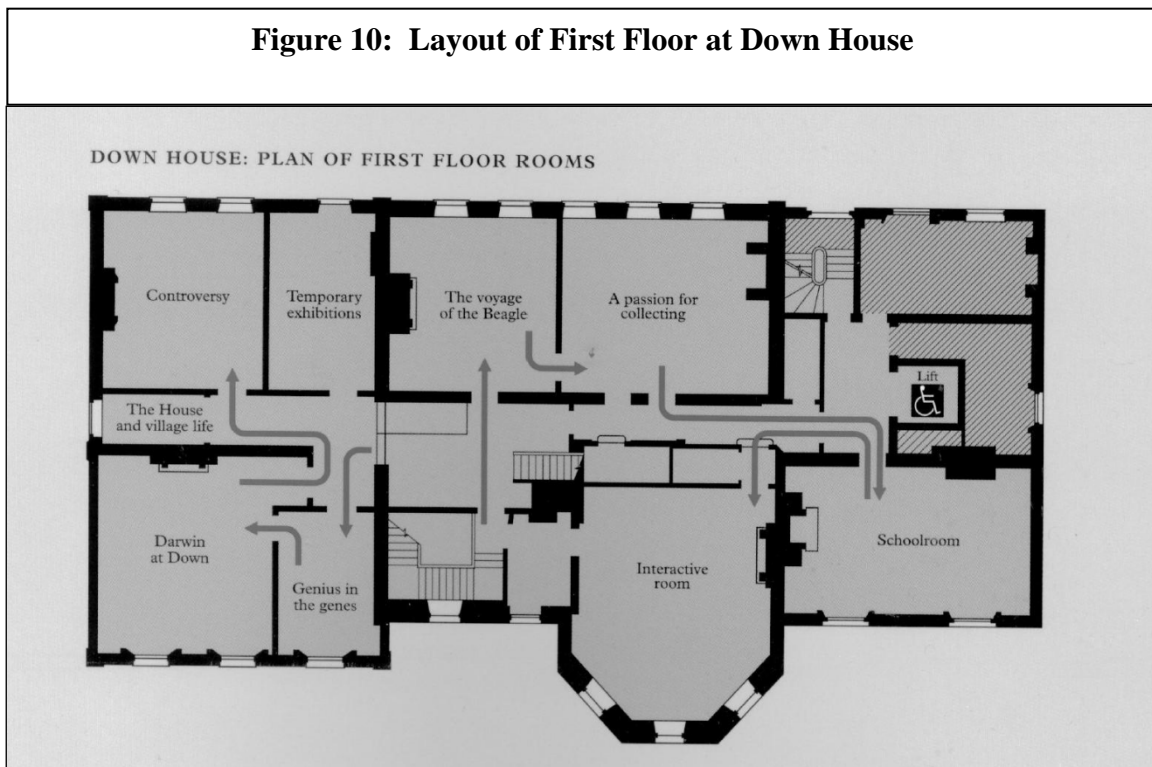 Figure 10:  Layout of First Floor at Down House
DOWN HOUSE: PLAN OF FIRST FLOOR ROOMS
Controversy
Temporary
exhibitions
The voyage
of the Beagle
A passion for
collecting
Lift
The House
and village life
Darwin
at Down
Genius in
the genes
Interactive
room
Schoolroom